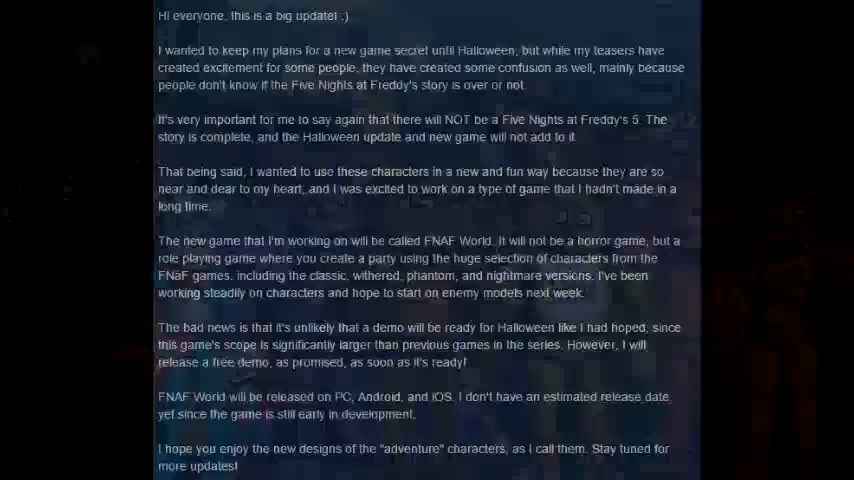 Hi everyone, this is a big update! :)
I wanted to keep my plans for a new game secret until Halloween, but while my teasers have
created excitement for some people, they have created some confusion as well, mainly because
people don't know if the Five Nights at Freddy's story is over or not.
It's very important for me to say again that there will NOT be a Five Nights at Freddy's 5. The
story is complete, and the Halloween update and new game will not add to it.
That being said, I wanted to use these characters in a new and fun way because they are so
near and dear to my heart, and I was excited to work on a type of game that I hadn't made in a
long time.
The new game that I'm working on will be called FNAF World. It will not be a horror game, but a
role playing game where you create a party using the huge selection of characters from the
FNAF games, including the classic, withered, phantom, and nightmare versions. I've been
working steadily on characters and hope to start on enemy models next week.
The bad news is that it's unlikely that a demo will be ready for Halloween like I had hoped, since
this game's scope is significantly larger than previous games in the series. However, I will
release a free demo, as promised, as soon as it's ready!
FNAF World will be released on PC, Android, and iOS. I don't have an estimated release date
yet since the game is still early in development.
I hope you enjoy the new designs of the "adventure" characters, as I call them. Stay tuned for
more updates!